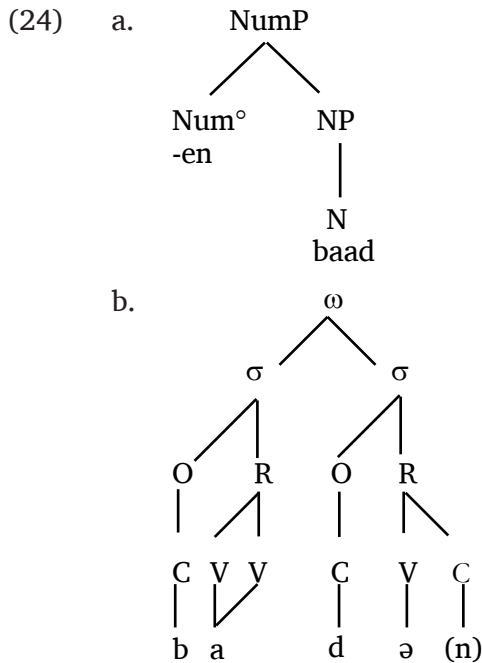 (24) a. NumP
Num° NP
-en
N
baad
b. ω
σ σ
O R O R
C V V C V C
b a d ə (n)